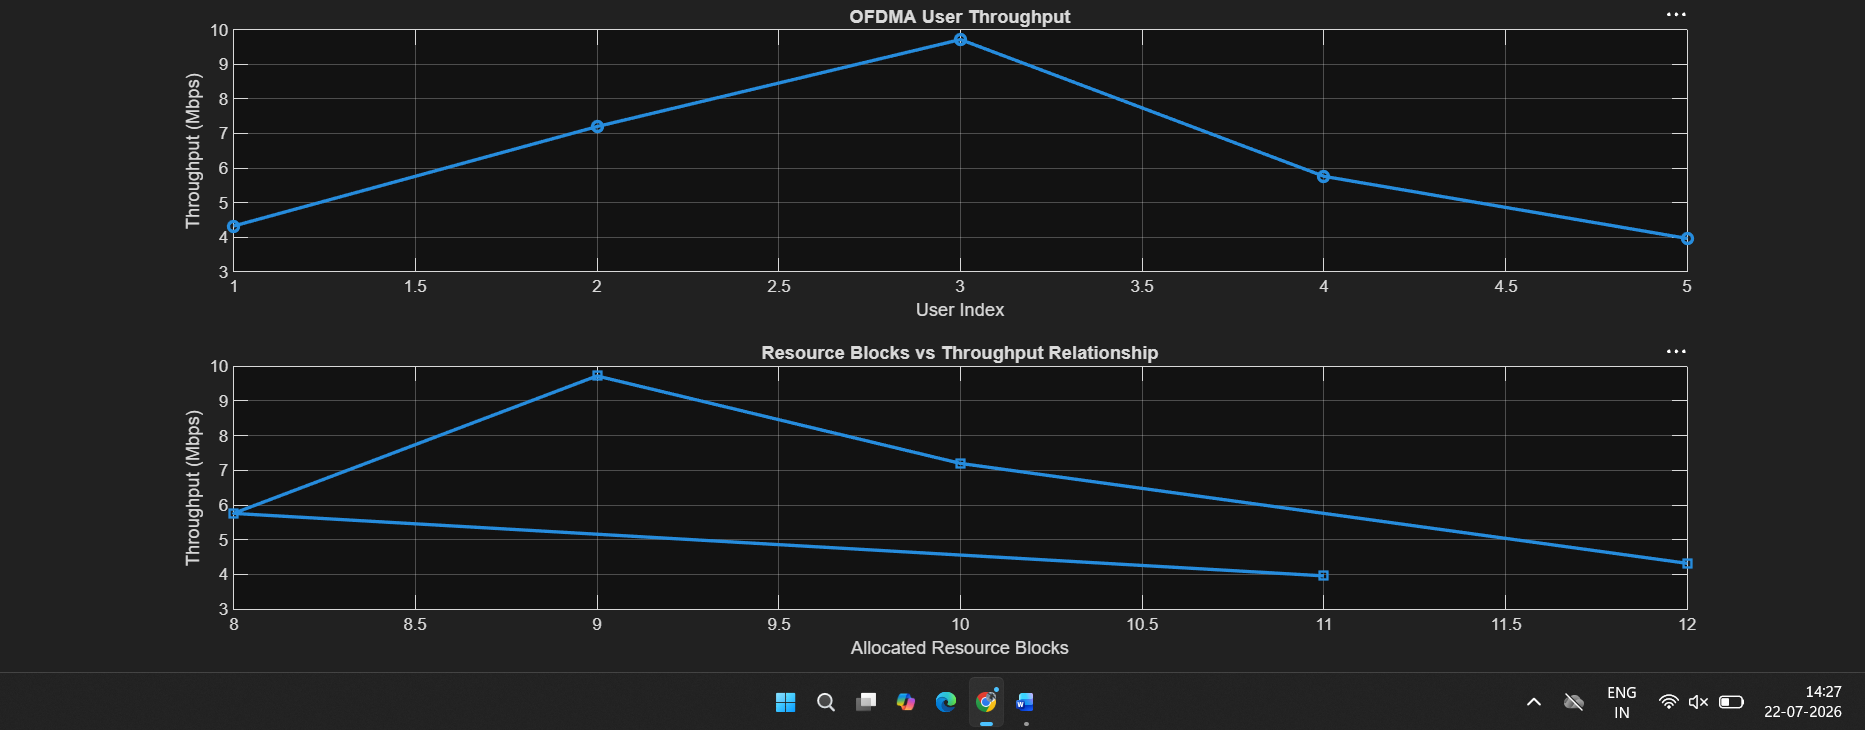 OFDMA User Throughput
Throughput (Mbps)
10
9
8
7
6
5
4
3
1 1.5 2 2.5 3 3.5 4 4.5 5
User Index
Resource Blocks vs Throughput Relationship
Throughput (Mbps)
10
9
8
7
6
5
4
3
8 8.5 9 9.5 10 10.5 11 11.5 12
Allocated Resource Blocks
ENG
IN
14:27
22-07-2026